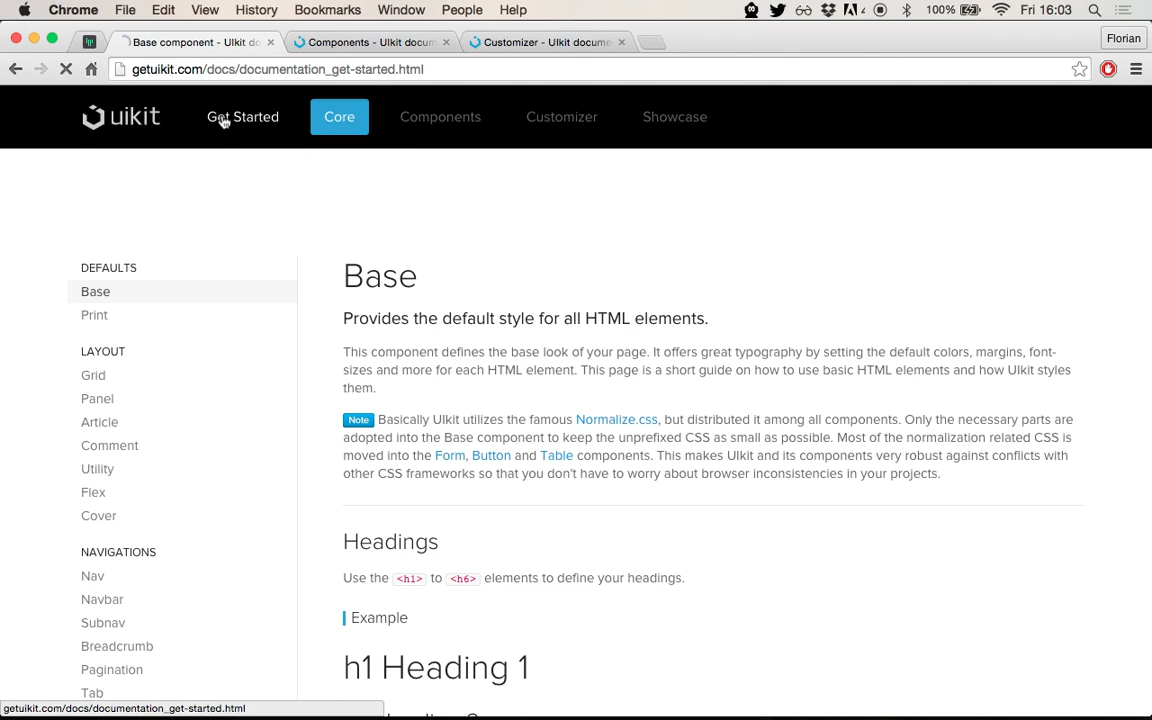 Chrome File Edit View History Bookmarks Window People Help 4 100% Fri 16:03
Base component - UIkit do Components - UIkit docum Customizer - UIkit docume Florian
getuikit.com/docs/documentation_get-started.html
uikit Get Started Core Components Customizer Showcase
DEFAULTS
Base
Print
LAYOUT
Grid
Panel
Article
Comment
Utility
Flex
Cover
NAVIGATIONS
Nav
Navbar
Subnav
Breadcrumb
Pagination
Tab
Base
Provides the default style for all HTML elements.
This component defines the base look of your page. It offers great typography by setting the default colors, margins, font-
sizes and more for each HTML element. This page is a short guide on how to use basic HTML elements and how UIkit styles
them.
Note Basically UIkit utilizes the famous Normalize.css, but distributed it among all components. Only the necessary parts are
adopted into the Base component to keep the unprefixed CSS as small as possible. Most of the normalization related CSS is
moved into the Form, Button and Table components. This makes UIkit and its components very robust against conflicts with
other CSS frameworks so that you don't have to worry about browser inconsistencies in your projects.
Headings
Use the <h1> to <h6> elements to define your headings.
Example
h1 Heading 1
getuikit.com/docs/documentation_get-started.html